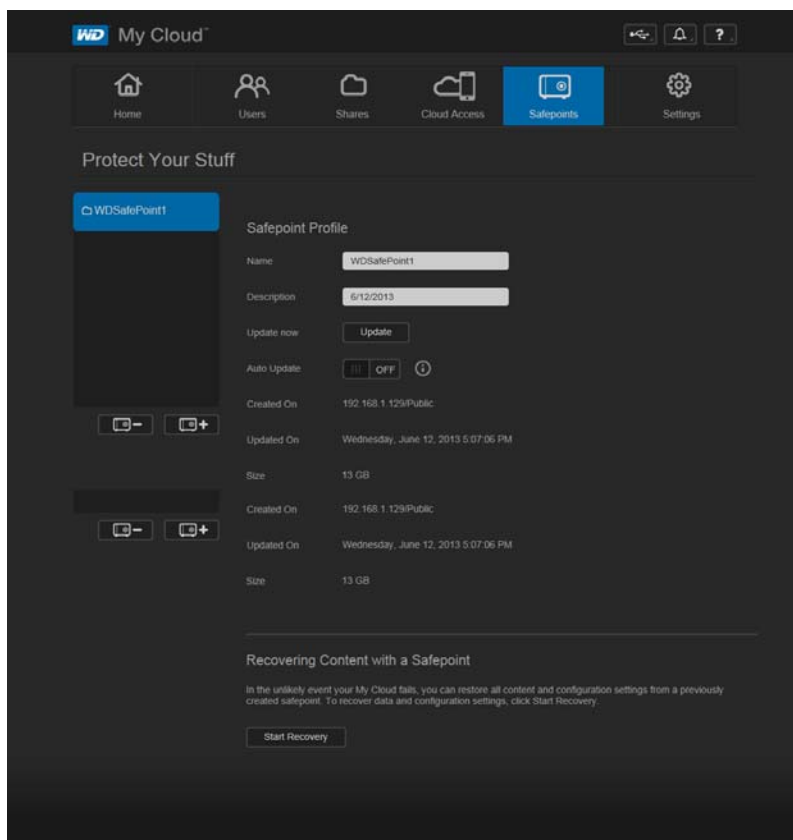 WD My Cloud™
?
Home Users Shares Cloud Access Safepoints Settings
Protect Your Stuff
WDSafePoint1
Safepoint Profile
Name WDSafePoint1
Description 6/12/2013
Update now Update
Auto Update OFF
Created On 192.168.1.129/Public
Updated On Wednesday, June 12, 2013 5:07:06 PM
Size 13 GB
Created On 192.168.1.129/Public
Updated On Wednesday, June 12, 2013 5:07:06 PM
Size 13 GB
Recovering Content with a Safepoint
In the unlikely event your My Cloud fails, you can restore all content and configuration settings from a previously
created safepoint. To recover data and configuration settings, click Start Recovery.
Start Recovery